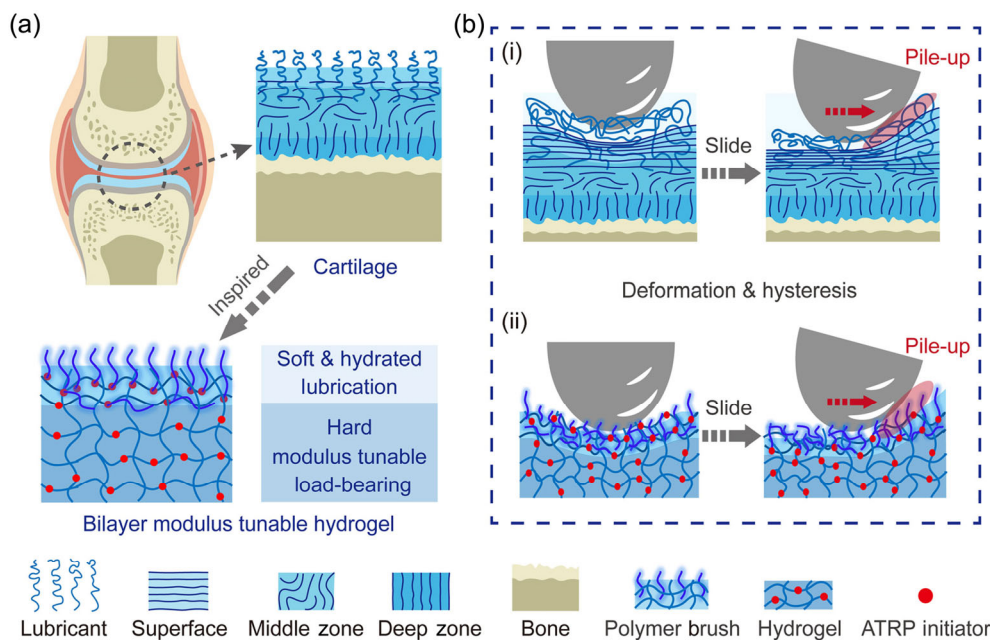 (a)
Cartilage
Inspired
Soft & hydrated
lubrication
Hard
modulus tunable
load-bearing
Bilayer modulus tunable hydrogel
(b)
(i)
Pile-up
Slide
Deformation & hysteresis
(ii)
Pile-up
Slide
Lubricant
Superface
Middle zone
Deep zone
Bone
Polymer brush
Hydrogel
ATRP initiator